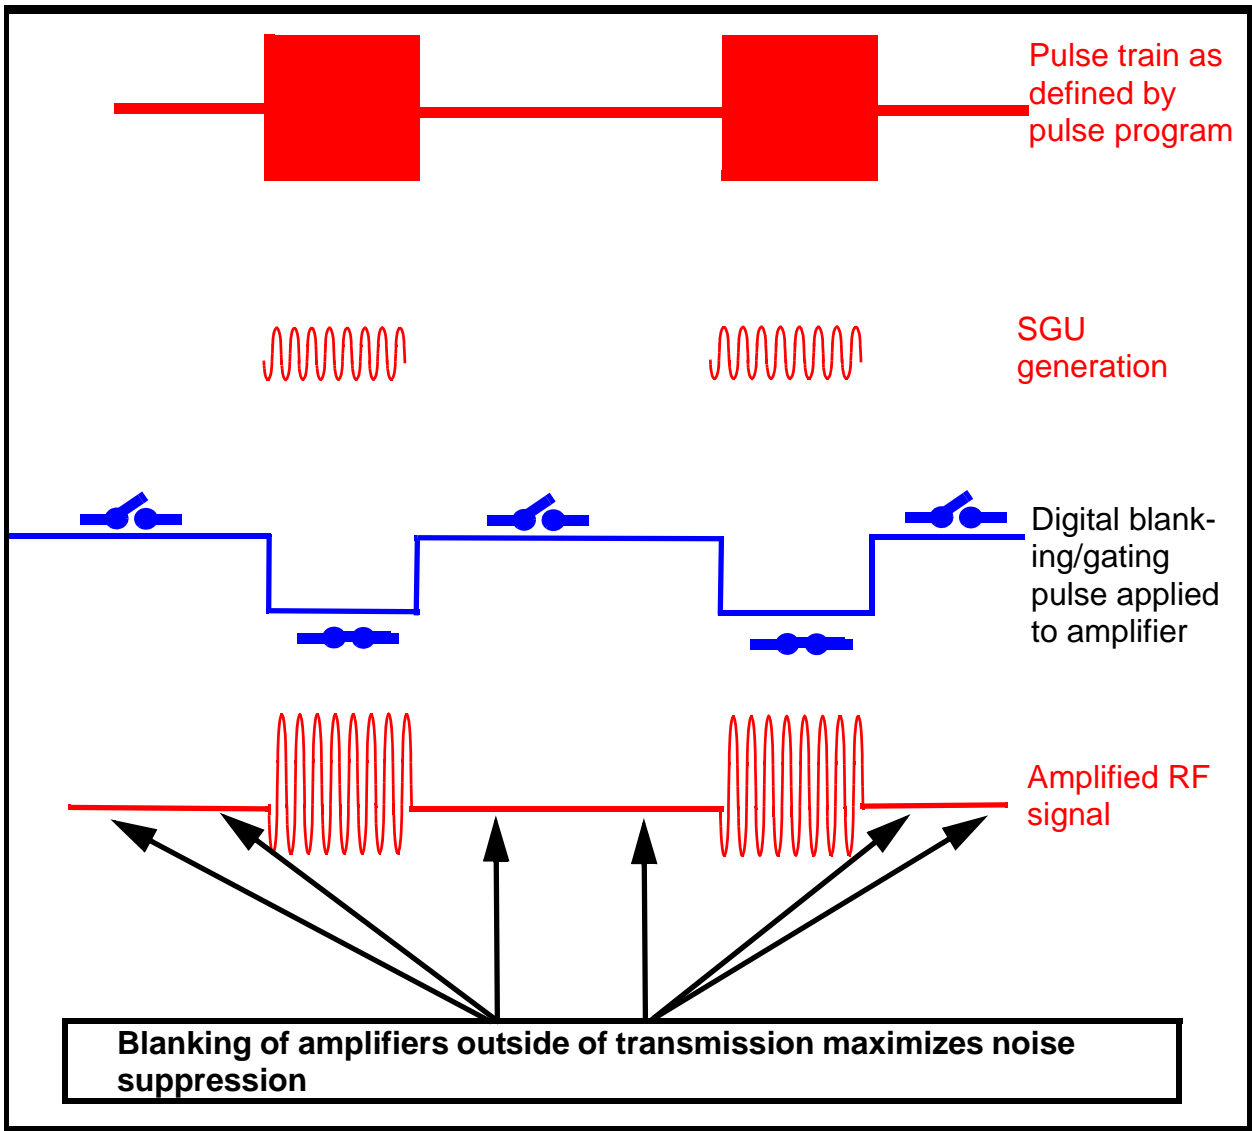 Pulse train as
defined by
pulse program
SGU
generation
Digital blank-
ing/gating
pulse applied
to amplifier
Amplified RF
signal
Blanking of amplifiers outside of transmission maximizes noise
suppression